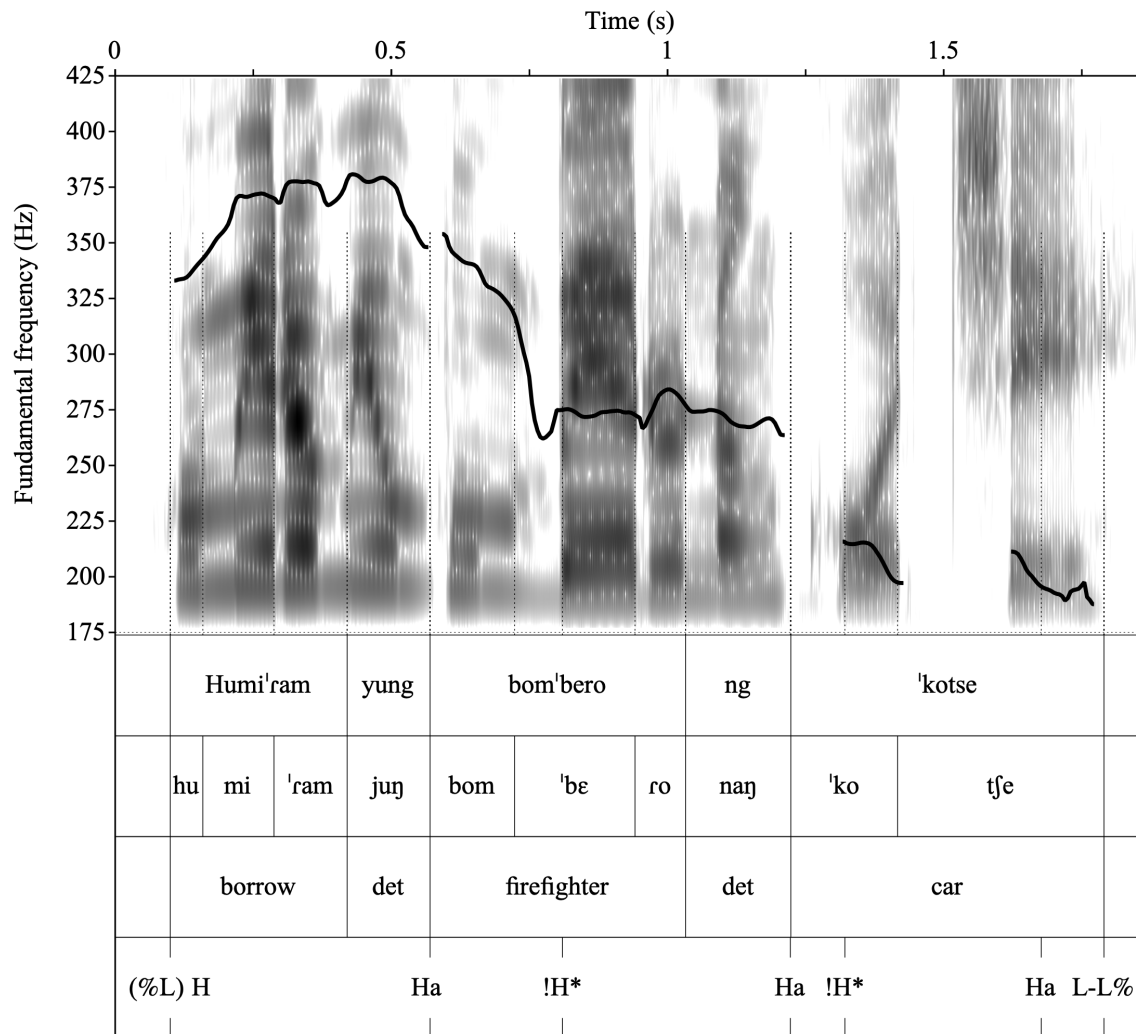 Time (s)
0 0.5 1 1.5
Fundamental frequency (Hz)
425
400
375
350
325
300
275
250
225
200
175
Humiˈɾam yung bomˈbero ng ˈkotse
hu mi ˈɾam juŋ bom ˈbɛ ɾo naŋ ˈko tʃe
borrow det firefighter det car
(%L) H Ha !H* Ha !H* Ha L-L%